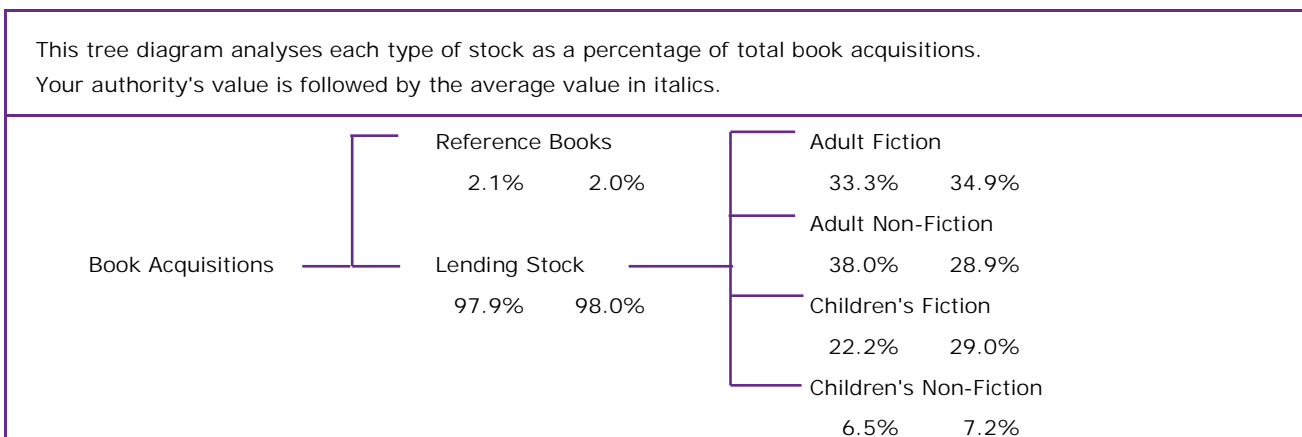 This tree diagram analyses each type of stock as a percentage of total book acquisitions.
Your authority's value is followed by the average value in italics.
Reference Books
2.1% 2.0%
Book Acquisitions
Lending Stock
97.9% 98.0%
Adult Fiction
33.3% 34.9%
Adult Non-Fiction
38.0% 28.9%
Children's Fiction
22.2% 29.0%
Children's Non-Fiction
6.5% 7.2%